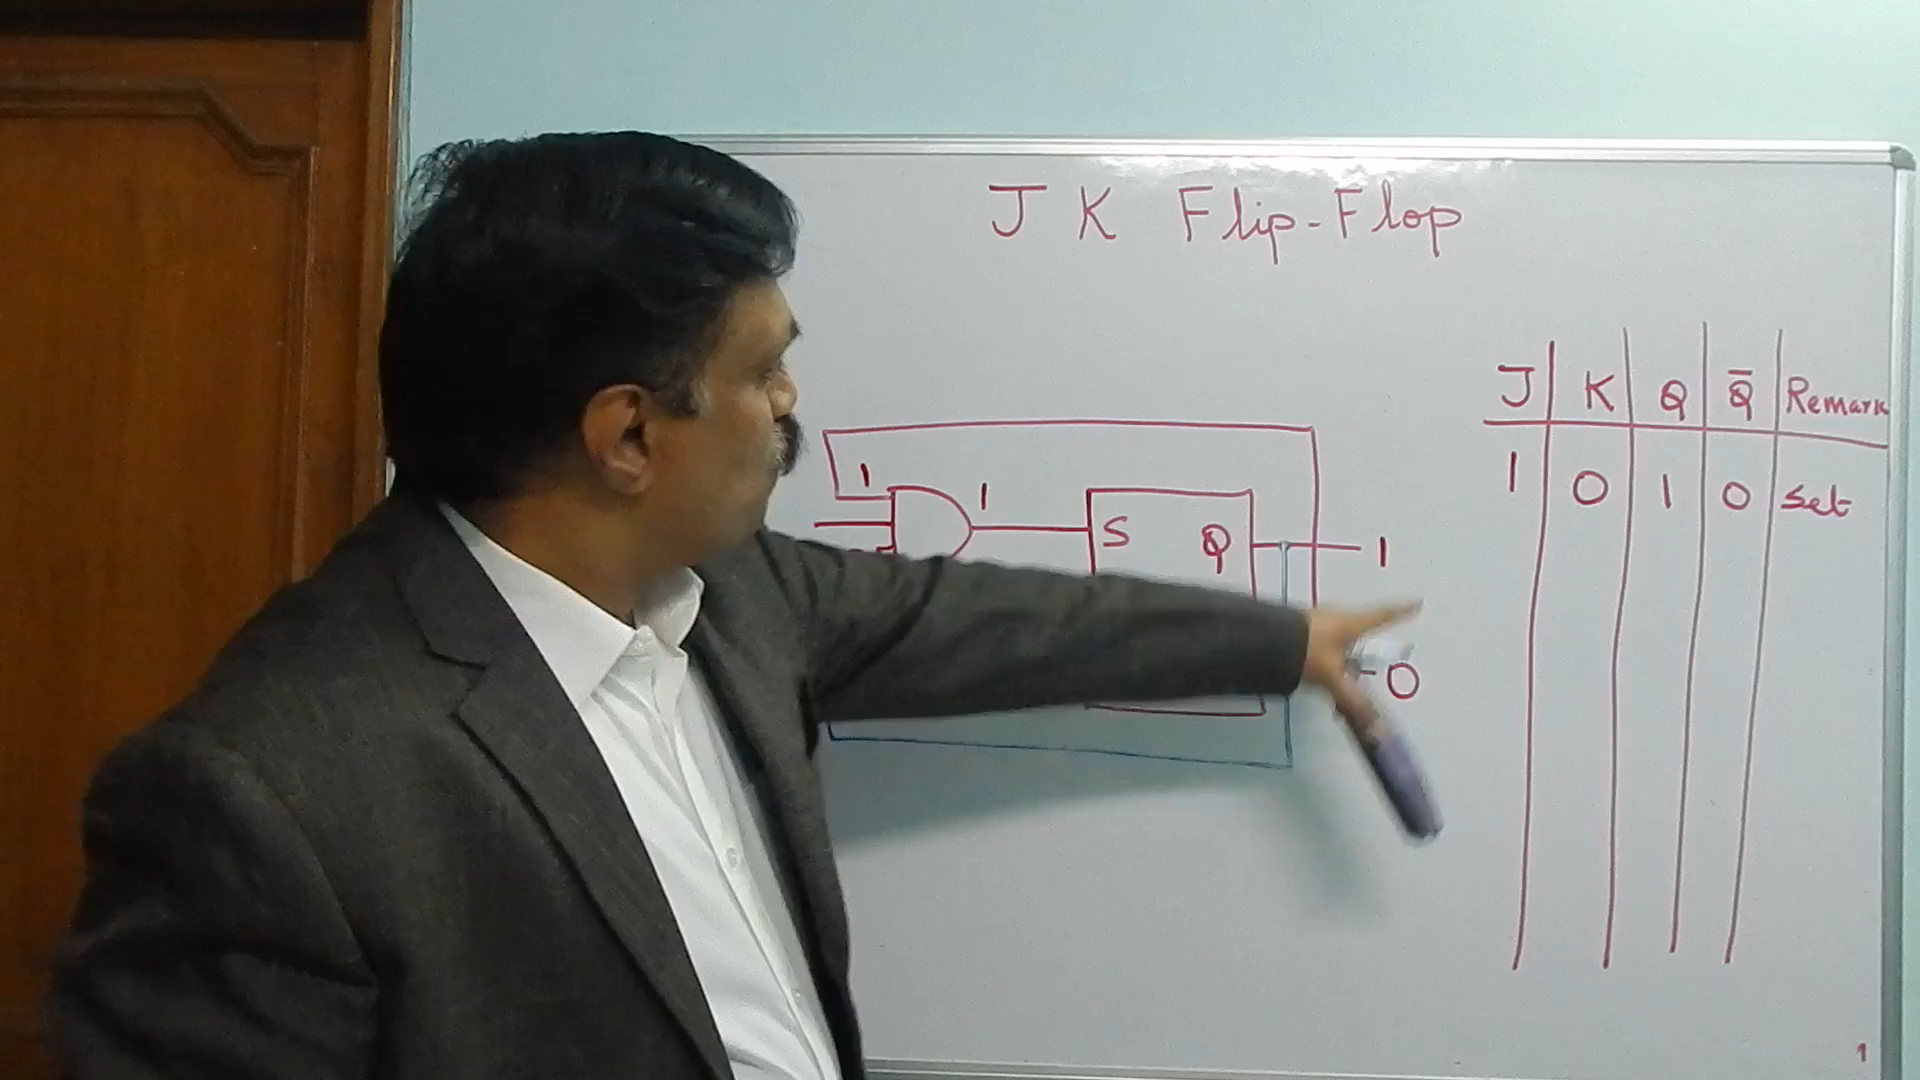 J K Flip-Flop
J K Q Q̄ Remark
1 0 1 0 Set
1 1
S Q 1
0
1